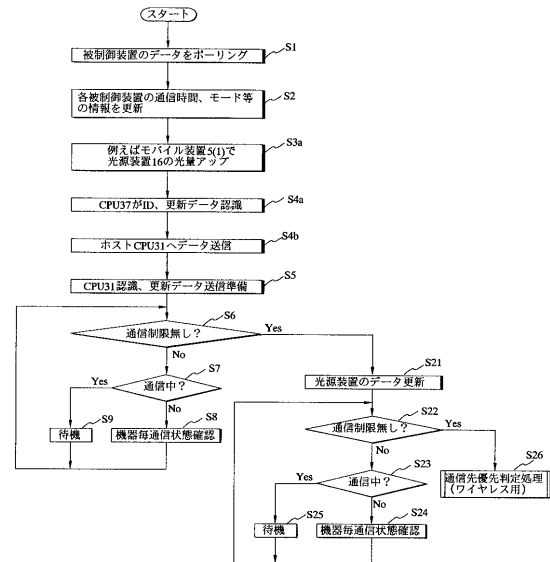 スタート
被制御装置のデータをポーリング
S1
各被制御装置の通信時間、モード等
の情報を更新
S2
例えばモバイル装置5(1)で
光源装置16の光量アップ
S3a
CPU37がID、更新データ認識
S4a
ホストCPU31へデータ送信
S4b
CPU31認識、更新データ送信準備
S5
通信制限無し?
S6
Yes
No
通信中?
S7
Yes
No
待機
S9
機器毎通信状態確認
S8
光源装置のデータ更新
S21
通信制限無し?
S22
Yes
No
通信先優先判定処理
(ワイヤレス用)
S26
通信中?
S23
Yes
No
待機
S25
機器毎通信状態確認
S24